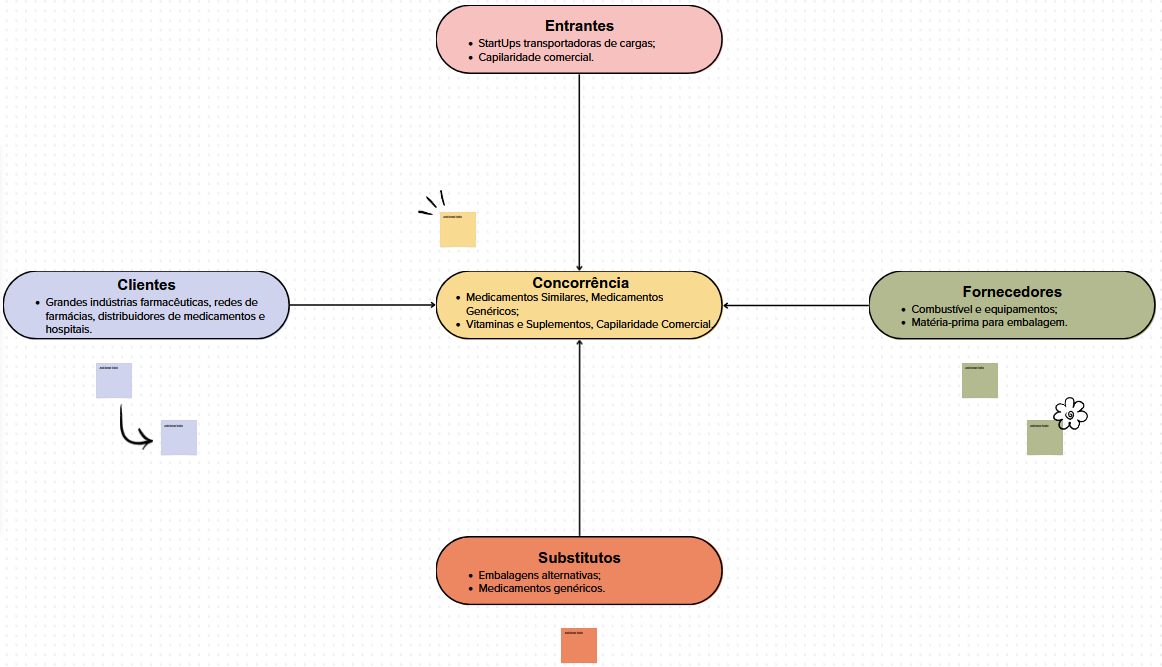 Entrantes
• StartUps transportadoras de cargas;
• Capilaridade comercial.
Clientes
• Grandes indústrias farmacêuticas, redes de
farmácias, distribuidores de medicamentos e
hospitais.
Concorrência
• Medicamentos Similares, Medicamentos
Genéricos;
• Vitaminas e Suplementos, Capilaridade Comercial.
Fornecedores
• Combustível e equipamentos;
• Matéria-prima para embalagem.
Substitutos
• Embalagens alternativas;
• Medicamentos genéricos.